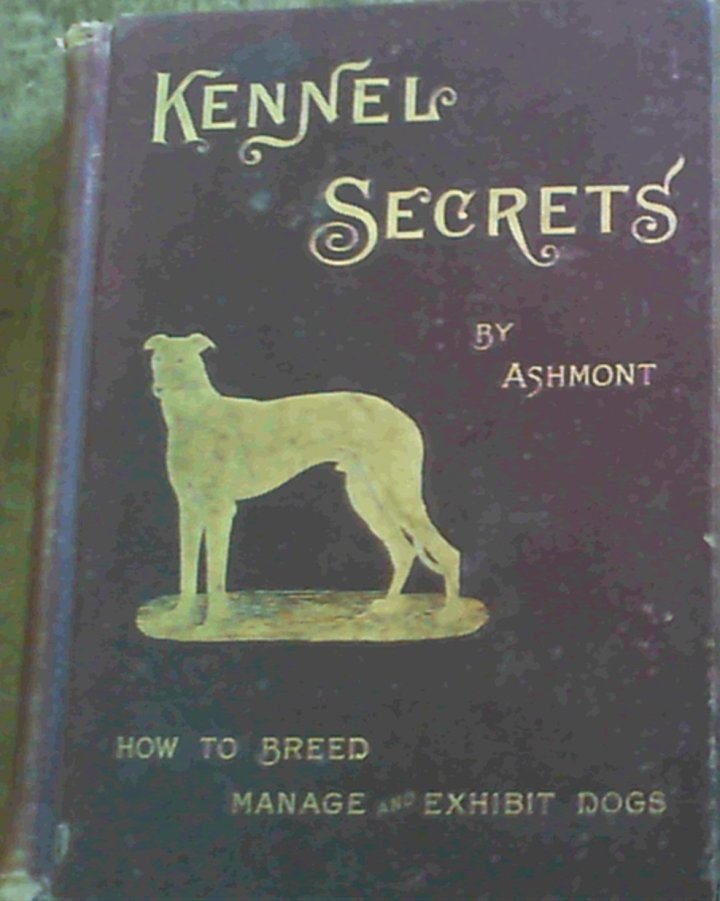 KENNEL
SECRETS
BY
ASHMONT
HOW TO BREED
MANAGE AND EXHIBIT DOGS